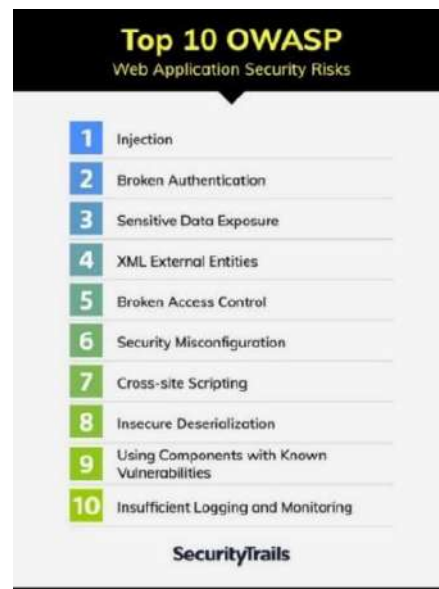 Top 10 OWASP
Web Application Security Risks
1 Injection
2 Broken Authentication
3 Sensitive Data Exposure
4 XML External Entities
5 Broken Access Control
6 Security Misconfiguration
7 Cross-site Scripting
8 Insecure Deserialization
9 Using Components with Known
Vulnerabilities
10 Insufficient Logging and Monitoring
SecurityTrails